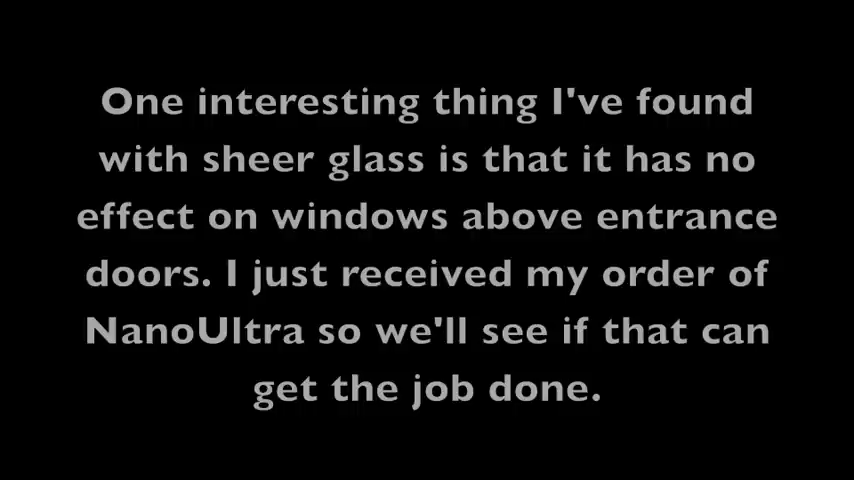 One interesting thing I've found
with sheer glass is that it has no
effect on windows above entrance
doors. I just received my order of
NanoUltra so we'll see if that can
get the job done.